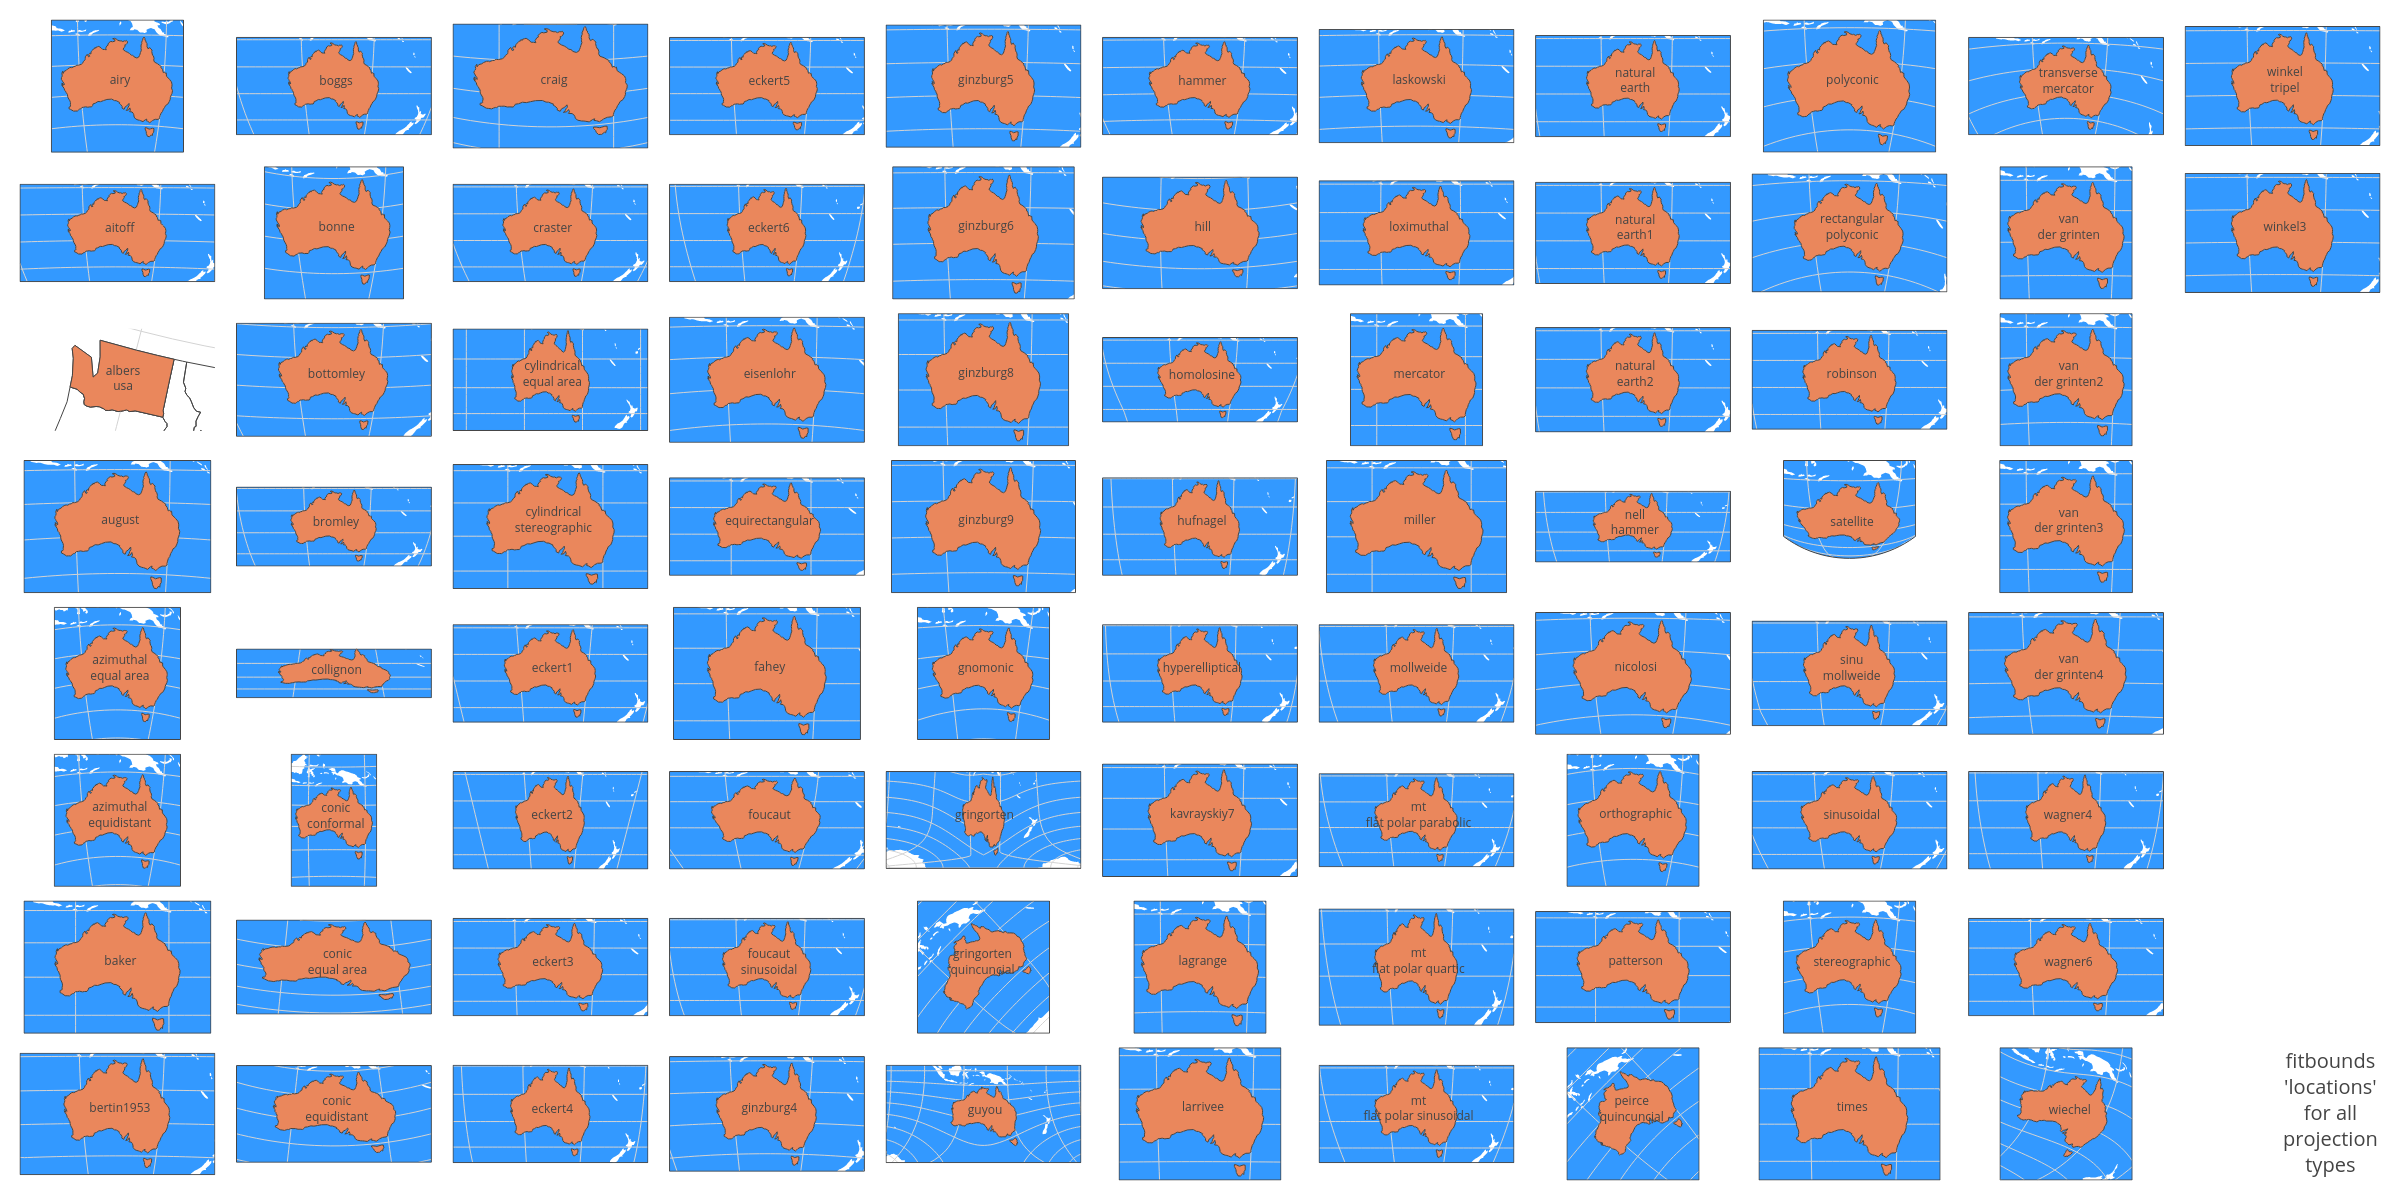 airy
boggs
craig
eckert5
ginzburg5
hammer
laskowski
natural
earth
polyconic
transverse
mercator
winkel
tripel
aitoff
bonne
craster
eckert6
ginzburg6
hill
loximuthal
natural
earth1
rectangular
polyconic
van
der grinten
winkel3
albers
usa
bottomley
cylindrical
equal area
eisenlohr
ginzburg8
homolosine
mercator
natural
earth2
robinson
van
der grinten2
august
bromley
cylindrical
stereographic
equirectangular
ginzburg9
hufnagel
miller
nell
hammer
satellite
van
der grinten3
azimuthal
equal area
collignon
eckert1
fahey
gnomonic
hyperelliptical
mollweide
nicolosi
sinu
mollweide
van
der grinten4
azimuthal
equidistant
conic
conformal
eckert2
foucaut
gringorten
kavrayskiy7
mt
flat polar parabolic
orthographic
sinusoidal
wagner4
baker
conic
equal area
eckert3
foucaut
sinusoidal
gringorten
quincuncial
lagrange
mt
flat polar quartic
patterson
stereographic
wagner6
bertin1953
conic
equidistant
eckert4
ginzburg4
guyou
larrivee
mt
flat polar sinusoidal
peirce
quincuncial
times
wiechel
fitbounds
'locations'
for all
projection
types